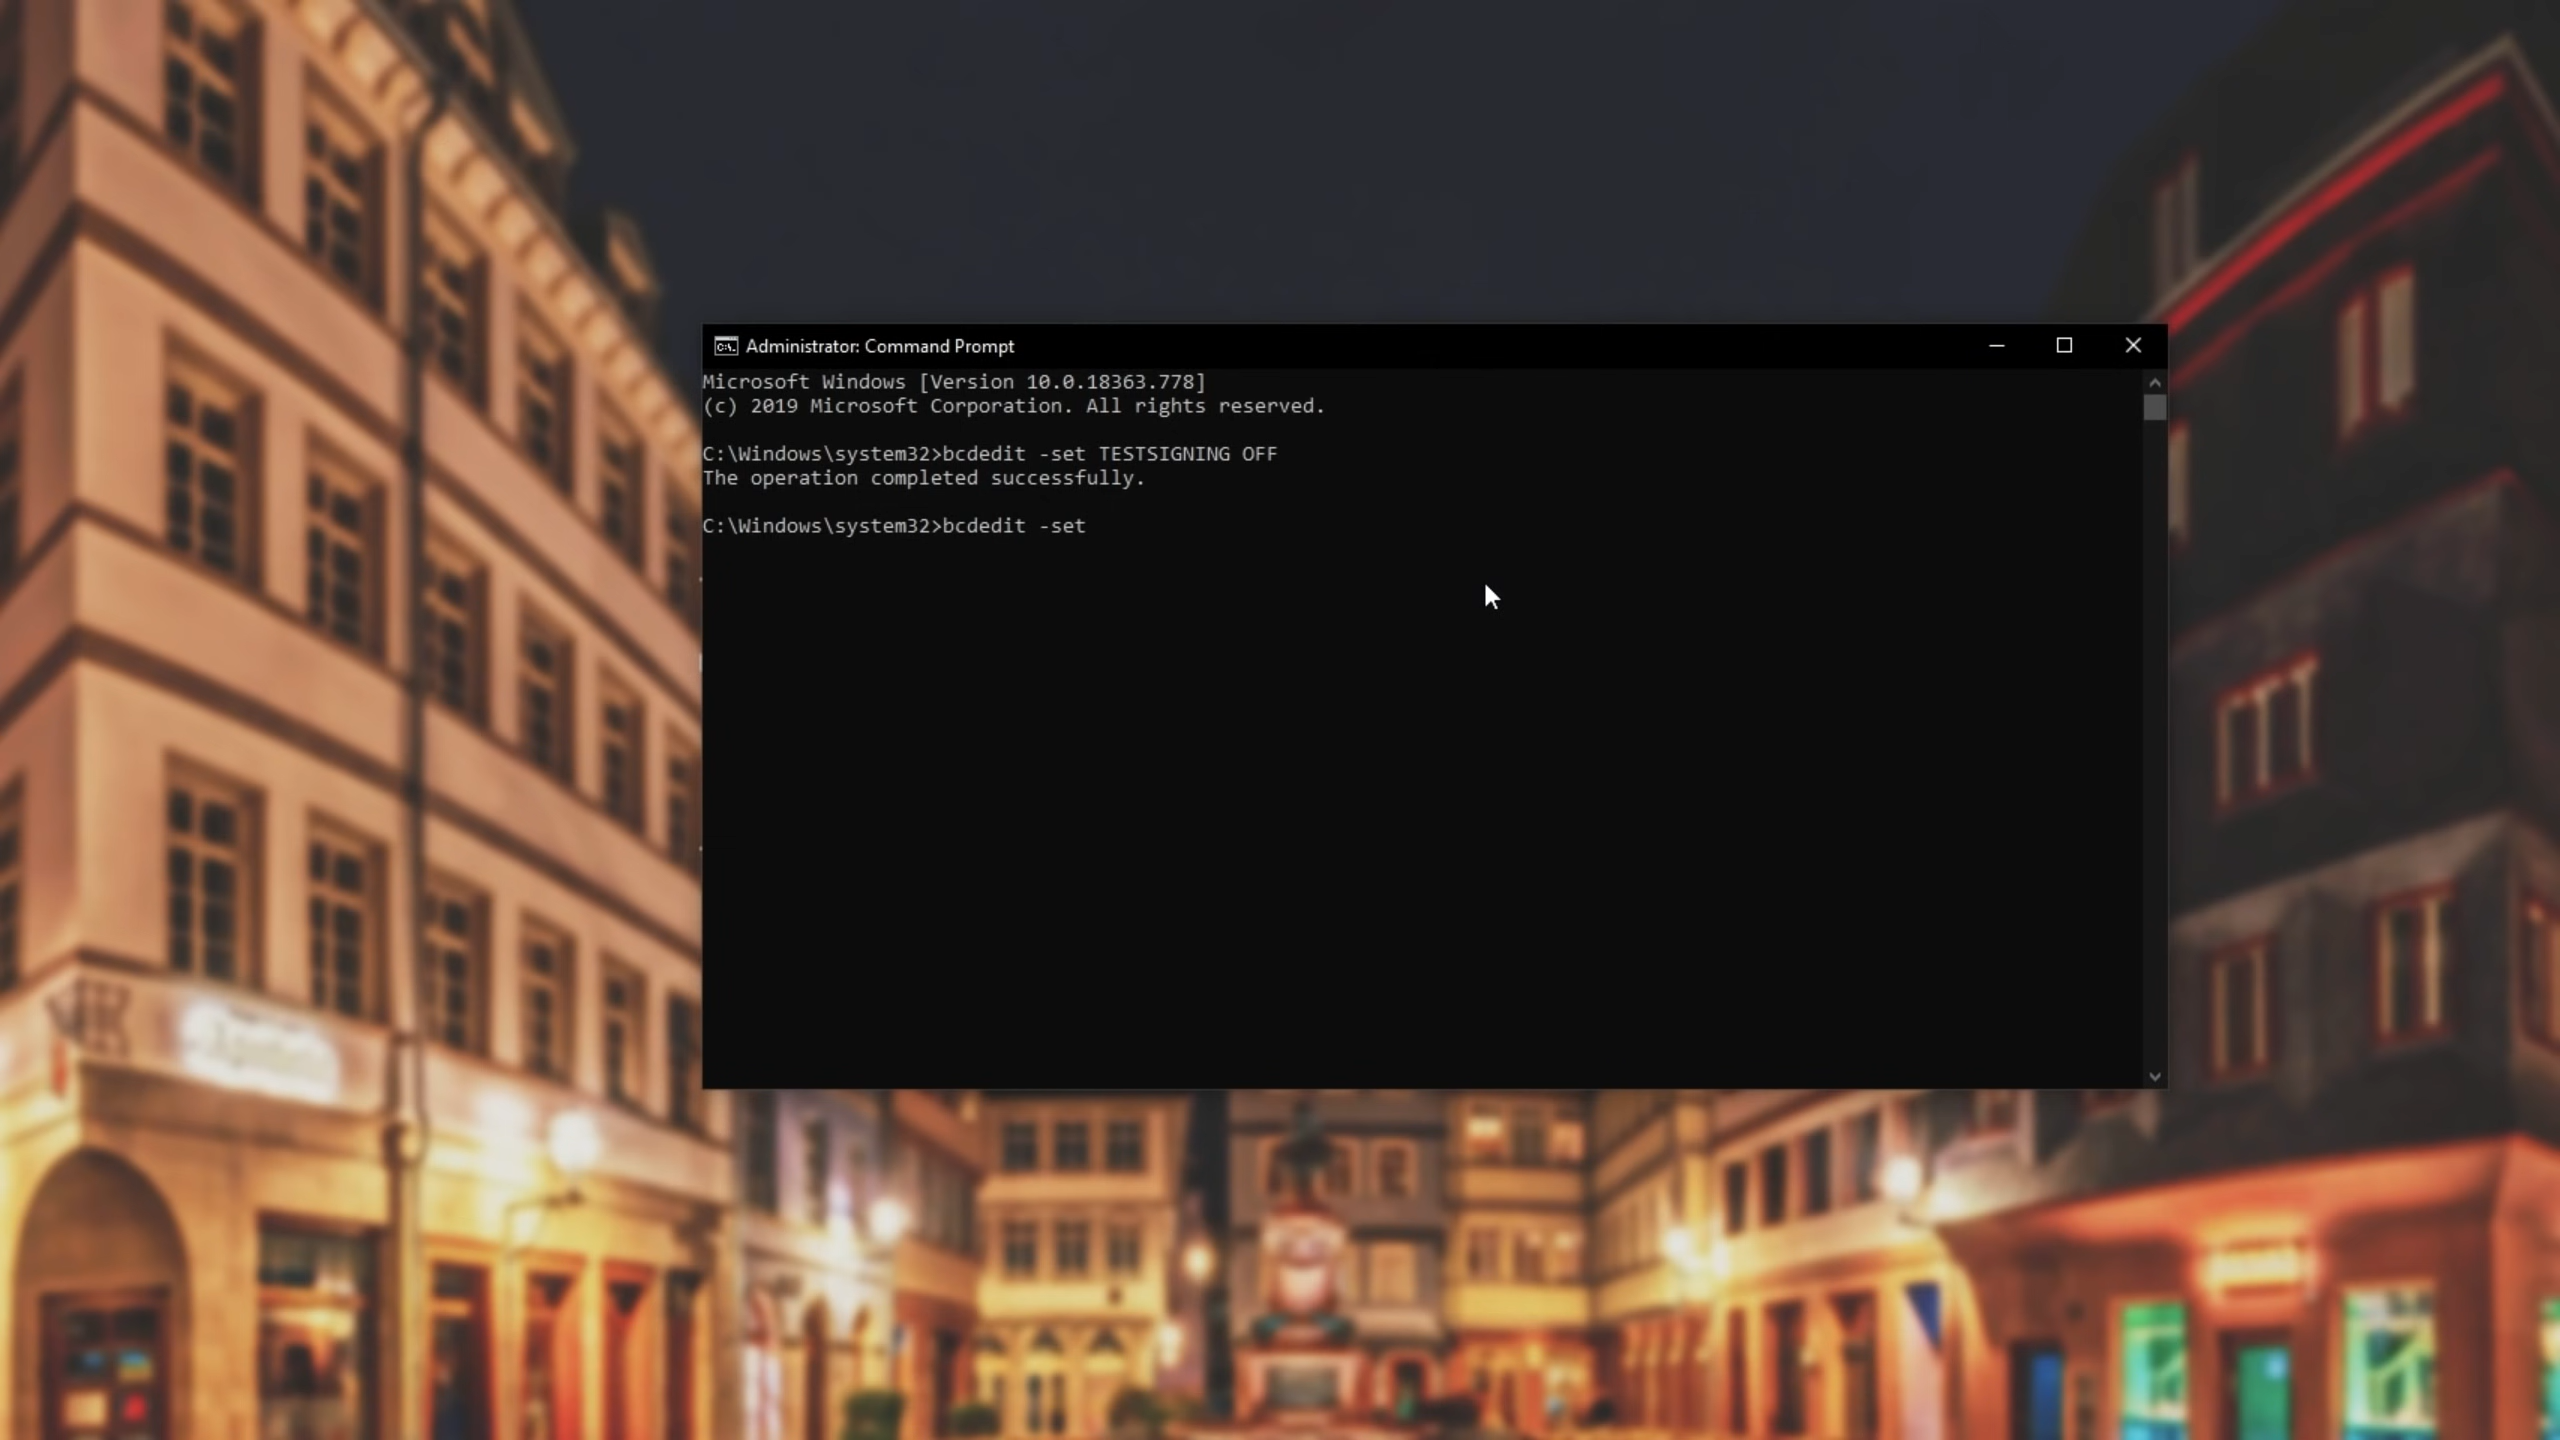 Administrator: Command Prompt
Microsoft Windows [Version 10.0.18363.778]
(c) 2019 Microsoft Corporation. All rights reserved.
C:\Windows\system32>bcdedit -set TESTSIGNING OFF
The operation completed successfully.
C:\Windows\system32>bcdedit -set